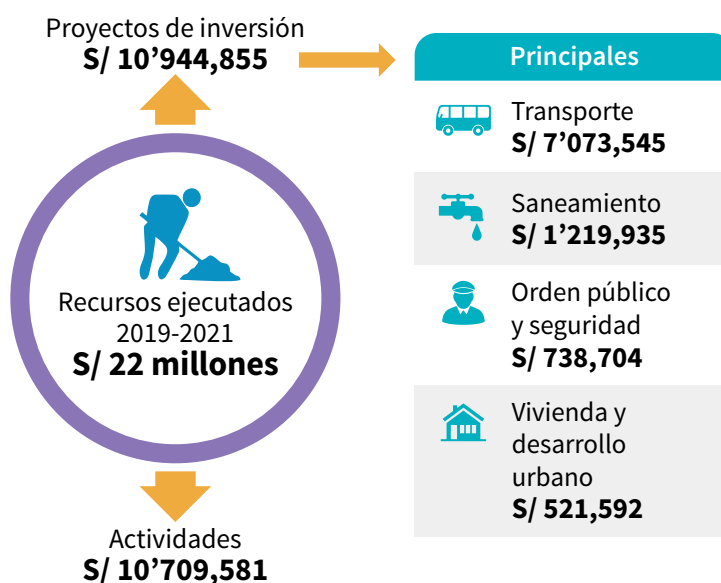 Proyectos de inversión
S/ 10’944,855
Recursos ejecutados
2019-2021
S/ 22 millones
Actividades
S/ 10’709,581
Principales
Transporte
S/ 7’073,545
Saneamiento
S/ 1’219,935
Orden público
y seguridad
S/ 738,704
Vivienda y
desarrollo
urbano
S/ 521,592